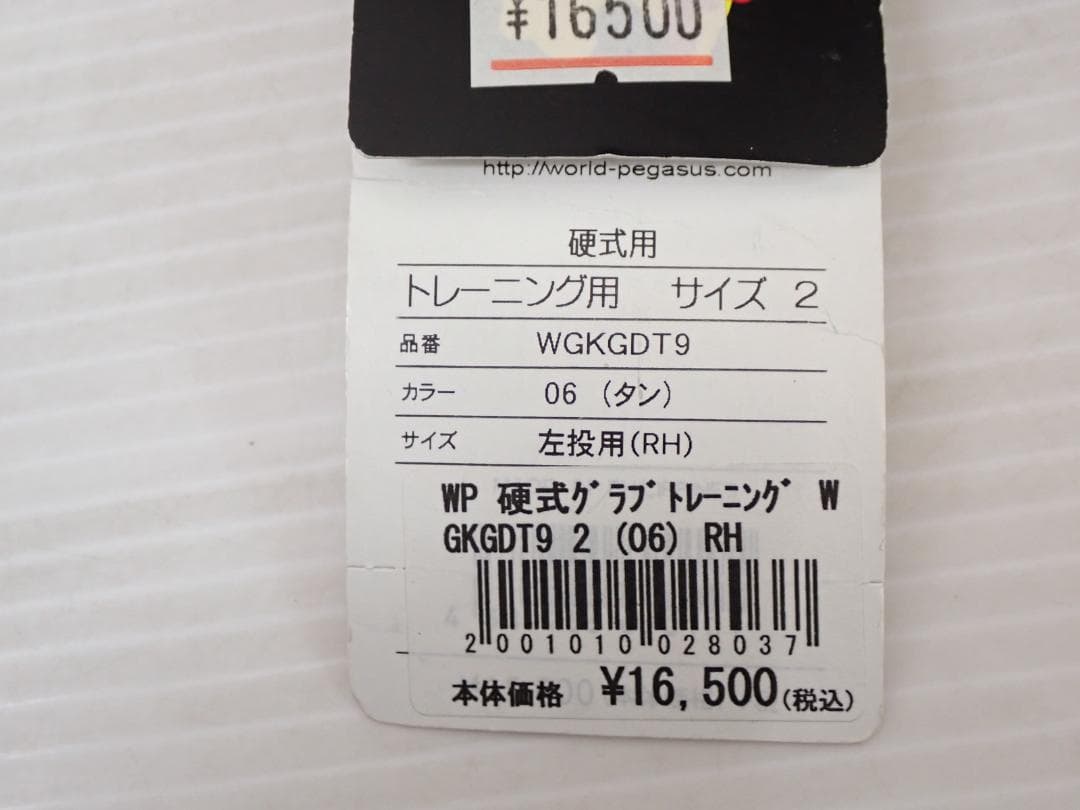 ¥16500
http://world-pegasus.com
硬式用
トレーニング用 サイズ 2
品番 WGKGDT9
カラー 06 (タン)
サイズ 左投用(RH)
WP 硬式ｸﾞﾗﾌﾞﾄﾚｰﾆﾝｸﾞ W
GKGDT9 2 (06) RH
2 001010 028037
本体価格 ¥16,500(税込)